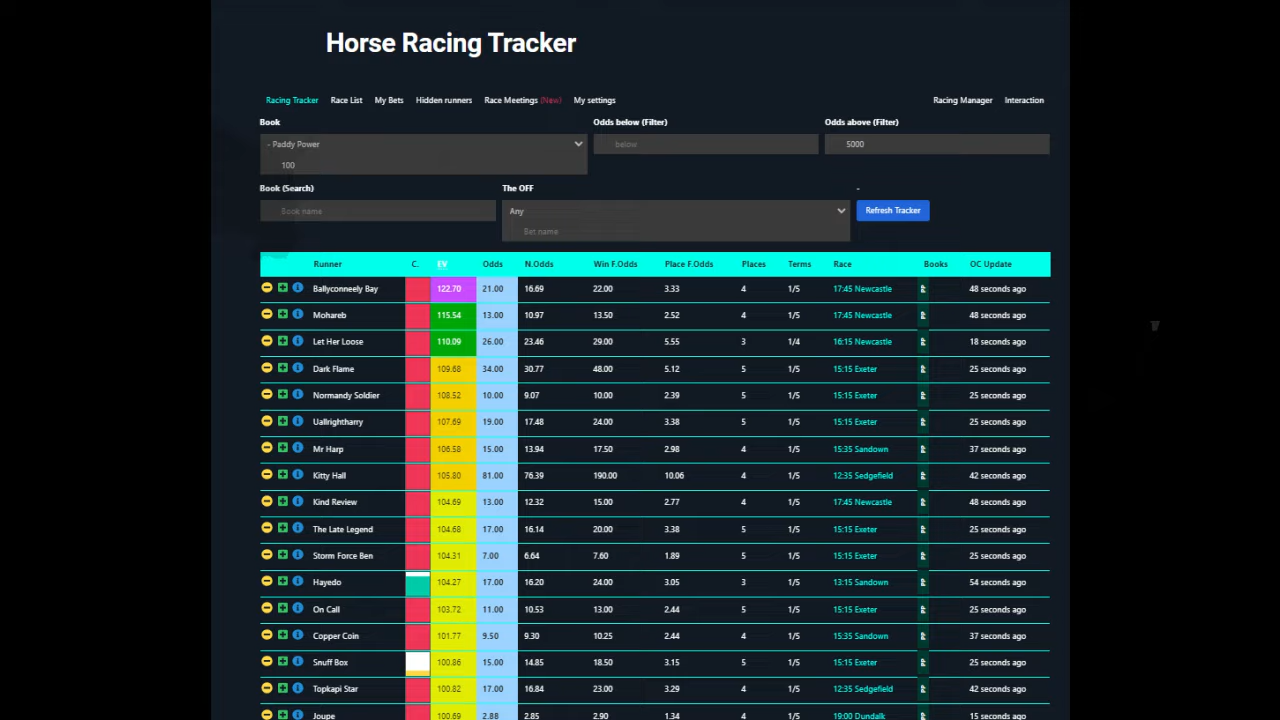 Horse Racing Tracker
Racing Tracker Race List My Bets Hidden runners Race Meetings (New) My settings Racing Manager Interaction
Book Odds below (Filter) Odds above (Filter)
- Paddy Power below 5000
100
Book (Search) The OFF -
Book name Any Refresh Tracker
Bet name
Runner C. EV Odds N.Odds Win F.Odds Place F.Odds Places Terms Race Books OC Update
Ballyconneely Bay 122.70 21.00 16.69 22.00 3.33 4 1/5 17:45 Newcastle 48 seconds ago
Mohareb 115.54 13.00 10.97 13.50 2.52 4 1/5 17:45 Newcastle 48 seconds ago
Let Her Loose 110.09 26.00 23.46 29.00 5.55 3 1/4 16:15 Newcastle 18 seconds ago
Dark Flame 109.68 34.00 30.77 48.00 5.12 5 1/5 15:15 Exeter 25 seconds ago
Normandy Soldier 108.52 10.00 9.07 10.00 2.39 5 1/5 15:15 Exeter 25 seconds ago
Uallrightharry 107.69 19.00 17.48 24.00 3.38 5 1/5 15:15 Exeter 25 seconds ago
Mr Harp 106.58 15.00 13.94 17.50 2.98 4 1/5 15:35 Sandown 37 seconds ago
Kitty Hall 105.80 81.00 76.39 190.00 10.06 4 1/5 12:35 Sedgefield 42 seconds ago
Kind Review 104.69 13.00 12.32 15.00 2.77 4 1/5 17:45 Newcastle 48 seconds ago
The Late Legend 104.68 17.00 16.14 20.00 3.38 5 1/5 15:15 Exeter 25 seconds ago
Storm Force Ben 104.31 7.00 6.64 7.60 1.89 5 1/5 15:15 Exeter 25 seconds ago
Hayedo 104.27 17.00 16.20 24.00 3.05 3 1/5 13:15 Sandown 54 seconds ago
On Call 103.72 11.00 10.53 13.00 2.44 5 1/5 15:15 Exeter 25 seconds ago
Copper Coin 101.77 9.50 9.30 10.25 2.44 4 1/5 15:35 Sandown 37 seconds ago
Snuff Box 100.86 15.00 14.85 18.50 3.15 5 1/5 15:15 Exeter 25 seconds ago
Topkapi Star 100.82 17.00 16.84 23.00 3.29 4 1/5 12:35 Sedgefield 42 seconds ago
Joupe 100.69 2.88 2.85 2.90 1.34 4 1/5 19:00 Dundalk 15 seconds ago